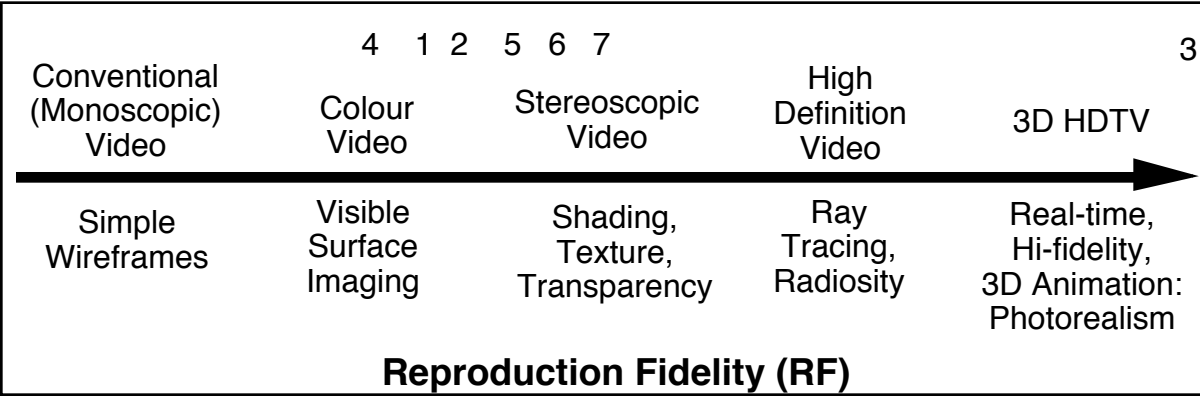 4 1 2 5 6 7 3
Conventional
(Monoscopic)
Video
Colour
Video
Stereoscopic
Video
High
Definition
Video
3D HDTV
Simple
Wireframes
Visible
Surface
Imaging
Shading,
Texture,
Transparency
Ray
Tracing,
Radiosity
Real-time,
Hi-fidelity,
3D Animation:
Photorealism
Reproduction Fidelity (RF)